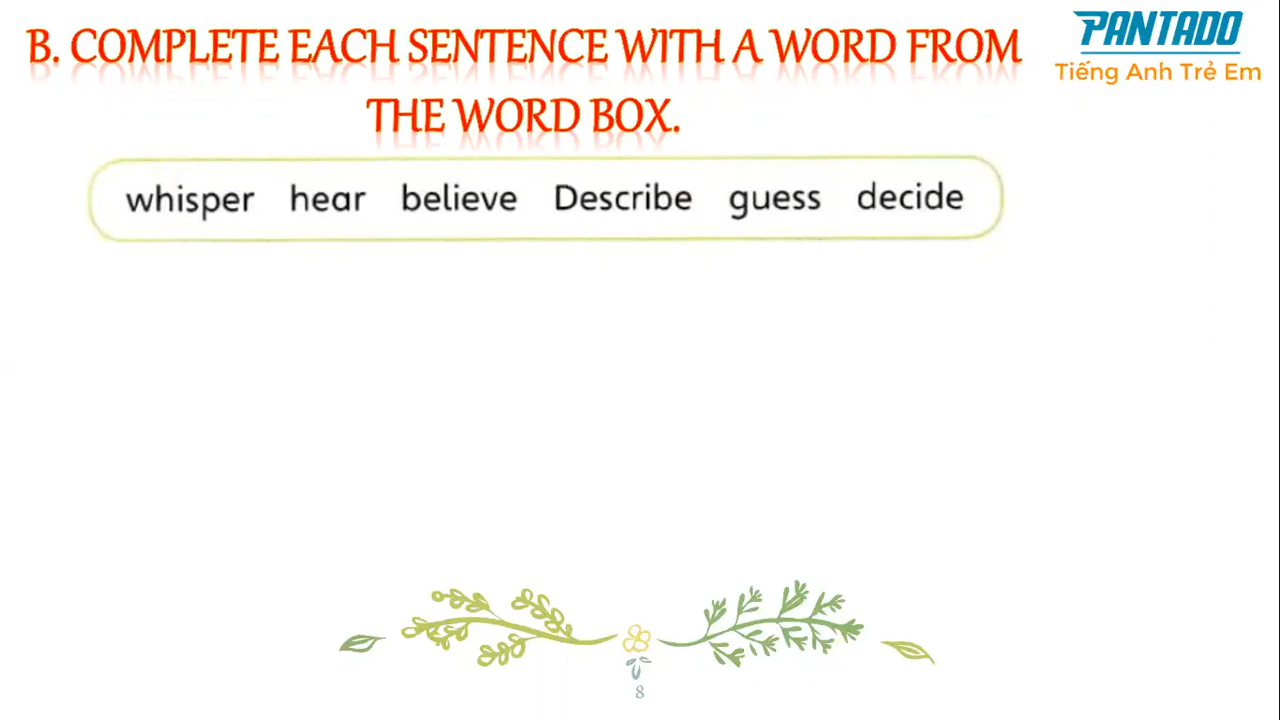 B. COMPLETE EACH SENTENCE WITH A WORD FROM
THE WORD BOX.
PANTADO
Tiếng Anh Trẻ Em
whisper hear believe Describe guess decide
8